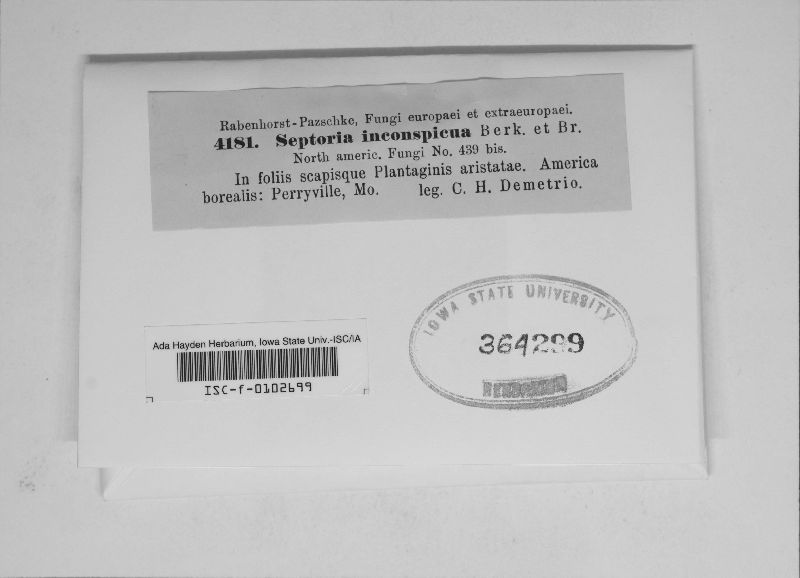 Rabenhorst-Pazschke, Fungi europaei et extraeuropaei.
4181. Septoria inconspicua Berk. et Br.
North americ. Fungi No. 439 bis.
In foliis scapisque Plantaginis aristatae. America
borealis: Perryville, Mo. leg. C. H. Demetrio.
IOWA STATE UNIVERSITY
364299
HERBARIUM
Ada Hayden Herbarium, Iowa State Univ.-ISC/IA
ISC-f-0102699